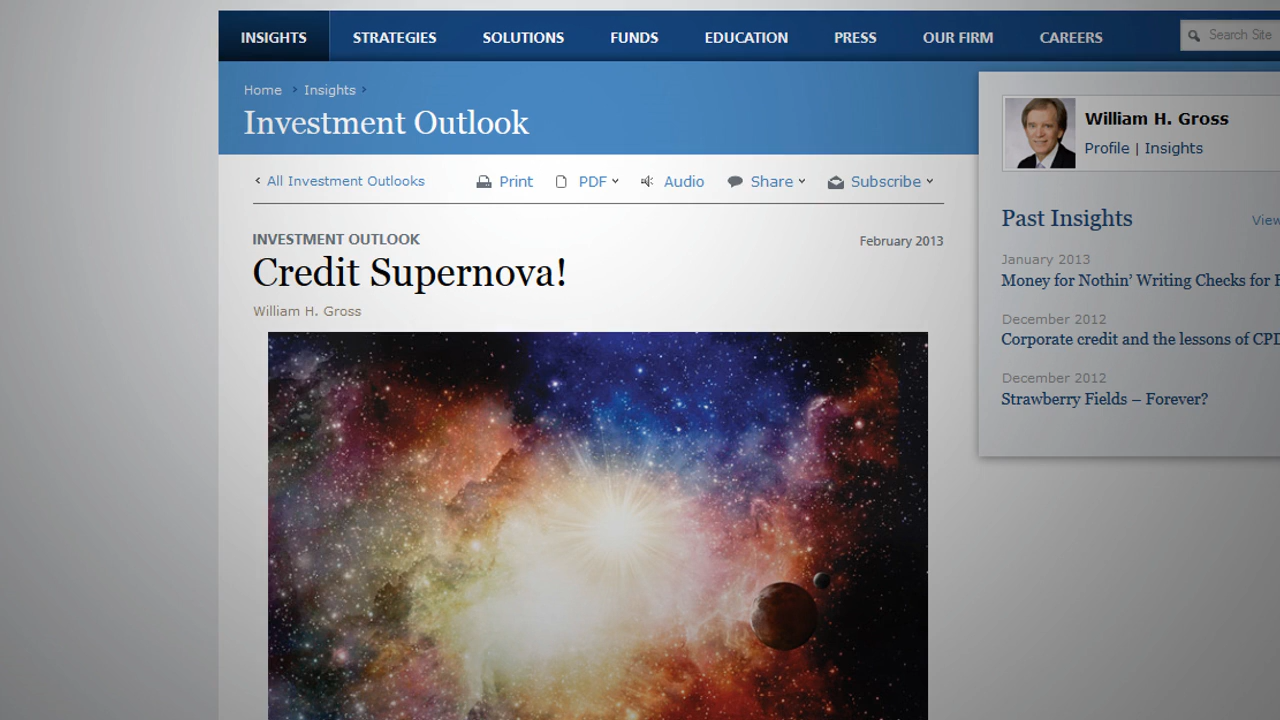 INSIGHTS STRATEGIES SOLUTIONS FUNDS EDUCATION PRESS OUR FIRM CAREERS Search Site
Home › Insights ›
Investment Outlook
‹ All Investment Outlooks Print PDF Audio Share Subscribe
INVESTMENT OUTLOOK
February 2013
Credit Supernova!
William H. Gross
William H. Gross
Profile | Insights
Past Insights View
January 2013
Money for Nothin’ Writing Checks for
December 2012
Corporate credit and the lessons of
December 2012
Strawberry Fields – Forever?